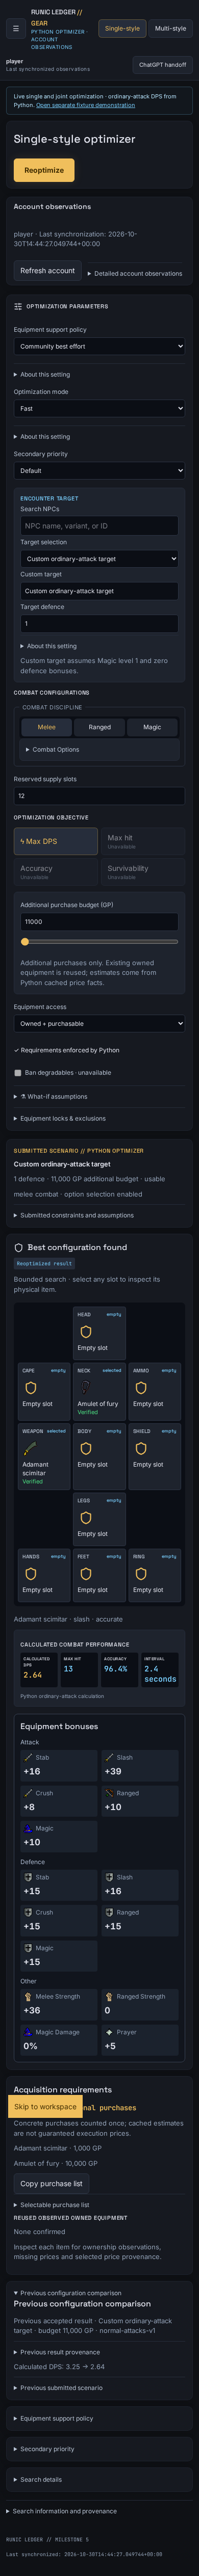 ☰
RUNIC LEDGER //
GEAR
PYTHON OPTIMIZER ·
ACCOUNT
OBSERVATIONS
Single-style
Multi-style
player
Last synchronized observations
ChatGPT handoff
Live single and joint optimization · ordinary-attack DPS from
Python. Open separate fixture demonstration
Single-style optimizer
Reoptimize
Account observations
player · Last synchronization: 2026-10-
30T14:44:27.049744+00:00
Refresh account
▸ Detailed account observations
OPTIMIZATION PARAMETERS
Equipment support policy
Community best effort
▸ About this setting
Optimization mode
Fast
▸ About this setting
Secondary priority
Default
ENCOUNTER TARGET
Search NPCs
NPC name, variant, or ID
Target selection
Custom ordinary-attack target
Custom target
Custom ordinary-attack target
Target defence
1
▸ About this setting
Custom target assumes Magic level 1 and zero
defence bonuses.
COMBAT CONFIGURATIONS
COMBAT DISCIPLINE
Melee
Ranged
Magic
▸ Combat Options
Reserved supply slots
12
OPTIMIZATION OBJECTIVE
ϟ Max DPS
Max hit
Unavailable
Accuracy
Unavailable
Survivability
Unavailable
Additional purchase budget (GP)
11000
Additional purchases only. Existing owned
equipment is reused; estimates come from
Python cached price facts.
Equipment access
Owned + purchasable
✓ Requirements enforced by Python
Ban degradables · unavailable
▸ ⚗ What-if assumptions
▸ Equipment locks & exclusions
SUBMITTED SCENARIO // PYTHON OPTIMIZER
Custom ordinary-attack target
1 defence · 11,000 GP additional budget · usable
melee combat · option selection enabled
▸ Submitted constraints and assumptions
Best configuration found
Reoptimized result
Bounded search · select any slot to inspect its
physical item.
HEAD empty
Empty slot
CAPE empty
Empty slot
NECK selected
Amulet of fury
Verified
AMMO empty
Empty slot
WEAPON selected
Adamant
scimitar
Verified
BODY empty
Empty slot
SHIELD empty
Empty slot
LEGS empty
Empty slot
HANDS empty
Empty slot
FEET empty
Empty slot
RING empty
Empty slot
Adamant scimitar · slash · accurate
CALCULATED COMBAT PERFORMANCE
CALCULATED
DPS
2.64
MAX HIT
13
ACCURACY
96.4%
INTERVAL
2.4
seconds
Python ordinary-attack calculation
Equipment bonuses
Attack
Stab
+16
Slash
+39
Crush
+8
Ranged
+10
Magic
+10
Defence
Stab
+15
Slash
+16
Crush
+15
Ranged
+15
Magic
+15
Other
Melee Strength
+36
Ranged Strength
0
Magic Damage
0%
Prayer
+5
Acquisition requirements
Skip to workspace
nal purchases
Concrete purchases counted once; cached estimates
are not guaranteed execution prices.
Adamant scimitar · 1,000 GP
Amulet of fury · 10,000 GP
Copy purchase list
▸ Selectable purchase list
REUSED OBSERVED OWNED EQUIPMENT
None confirmed
Inspect each item for ownership observations,
missing prices and selected price provenance.
▾ Previous configuration comparison
Previous configuration comparison
Previous accepted result · Custom ordinary-attack
target · budget 11,000 GP · normal-attacks-v1
▸ Previous result provenance
Calculated DPS: 3.25 → 2.64
▸ Previous submitted scenario
▸ Equipment support policy
▸ Secondary priority
▸ Search details
▸ Search information and provenance
RUNIC LEDGER // MILESTONE 5
Last synchronized: 2026-10-30T14:44:27.049744+00:00